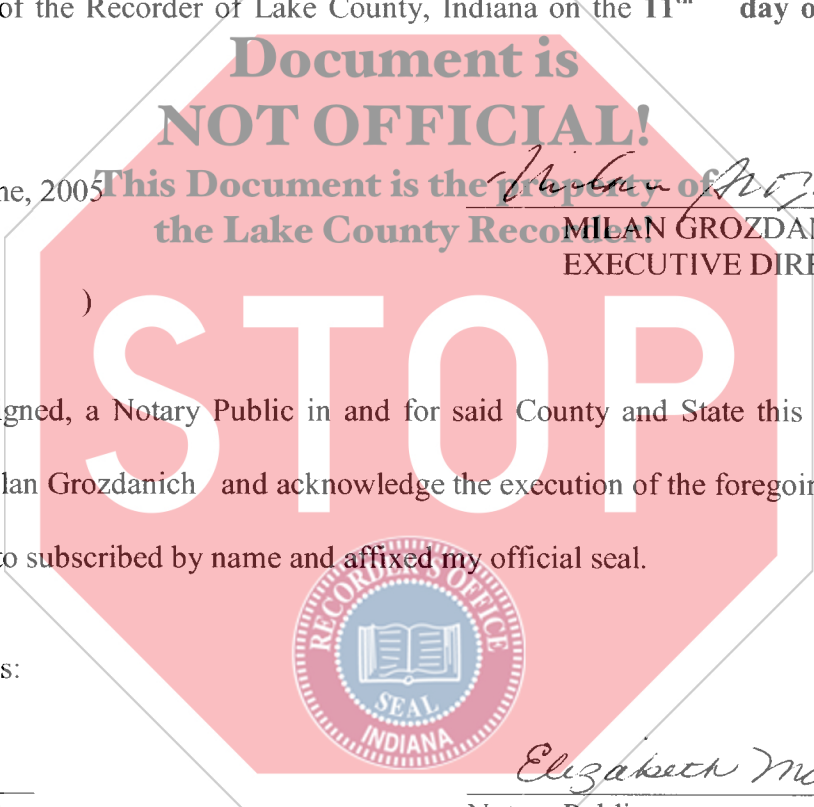 of the Recorder of Lake County, Indiana on the 11th day o
Document is
NOT OFFICIAL!
ne, 2005
This Document is the property of
the Lake County Recorder!
MILAN GROZDAN
EXECUTIVE DIRE
)
STOP
igned, a Notary Public in and for said County and State this
lan Grozdanich and acknowledge the execution of the foregoin
to subscribed by name and affixed my official seal.
RECORDER'S OFFICE
SEAL
INDIANA
s:
Elizabeth